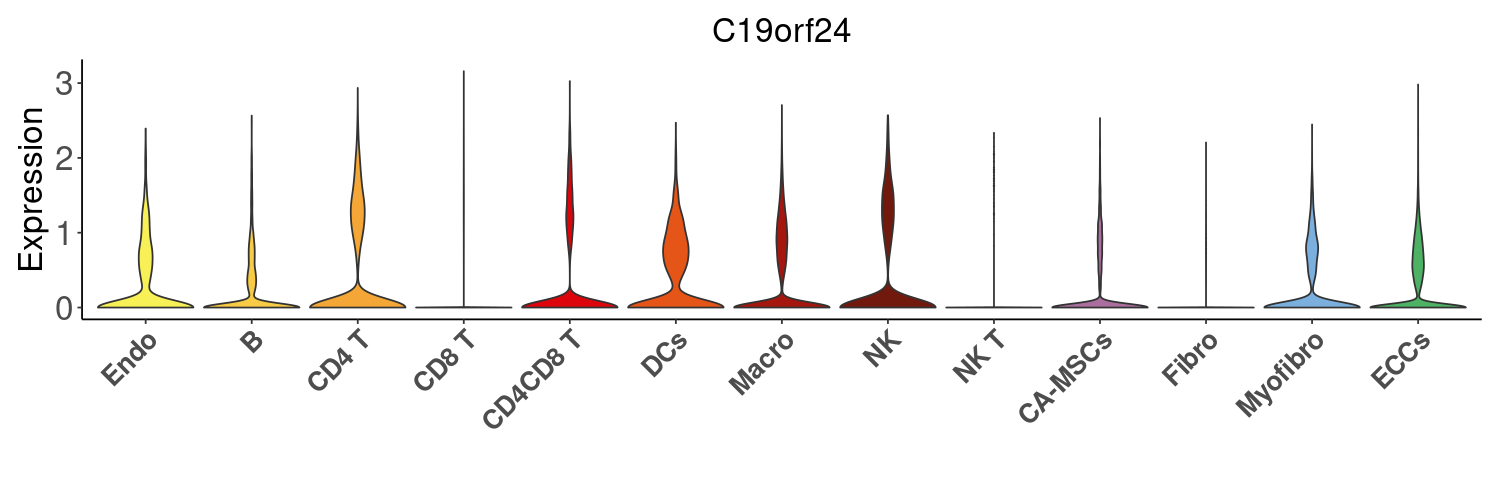 C19orf24
Expression
3
2
1
0
Endo
B
CD4 T
CD8 T
CD4CD8 T
DCs
Macro
NK
NK T
CA-MSCs
Fibro
Myofibro
ECCs